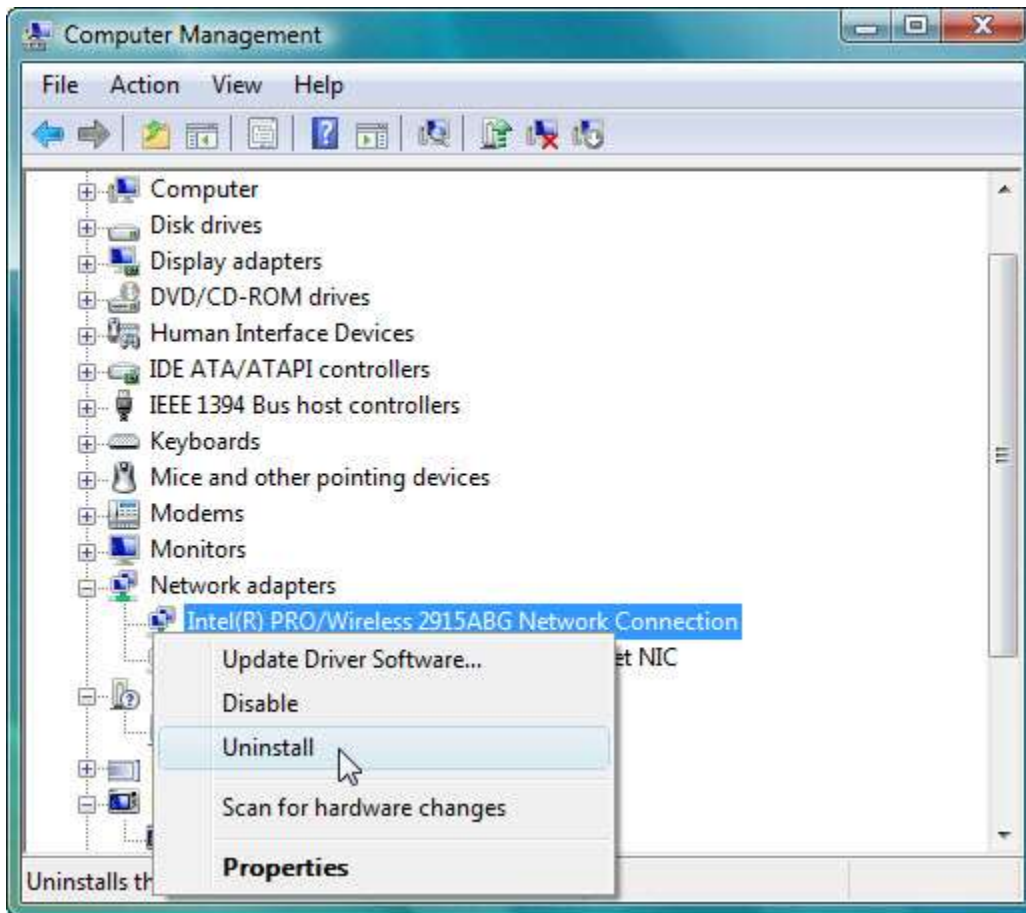 Computer Management
File Action View Help
Computer
Disk drives
Display adapters
DVD/CD-ROM drives
Human Interface Devices
IDE ATA/ATAPI controllers
IEEE 1394 Bus host controllers
Keyboards
Mice and other pointing devices
Modems
Monitors
Network adapters
Intel(R) PRO/Wireless 2915ABG Network Connection
Update Driver Software...
NIC
Disable
Uninstall
Scan for hardware changes
Properties
Uninstalls